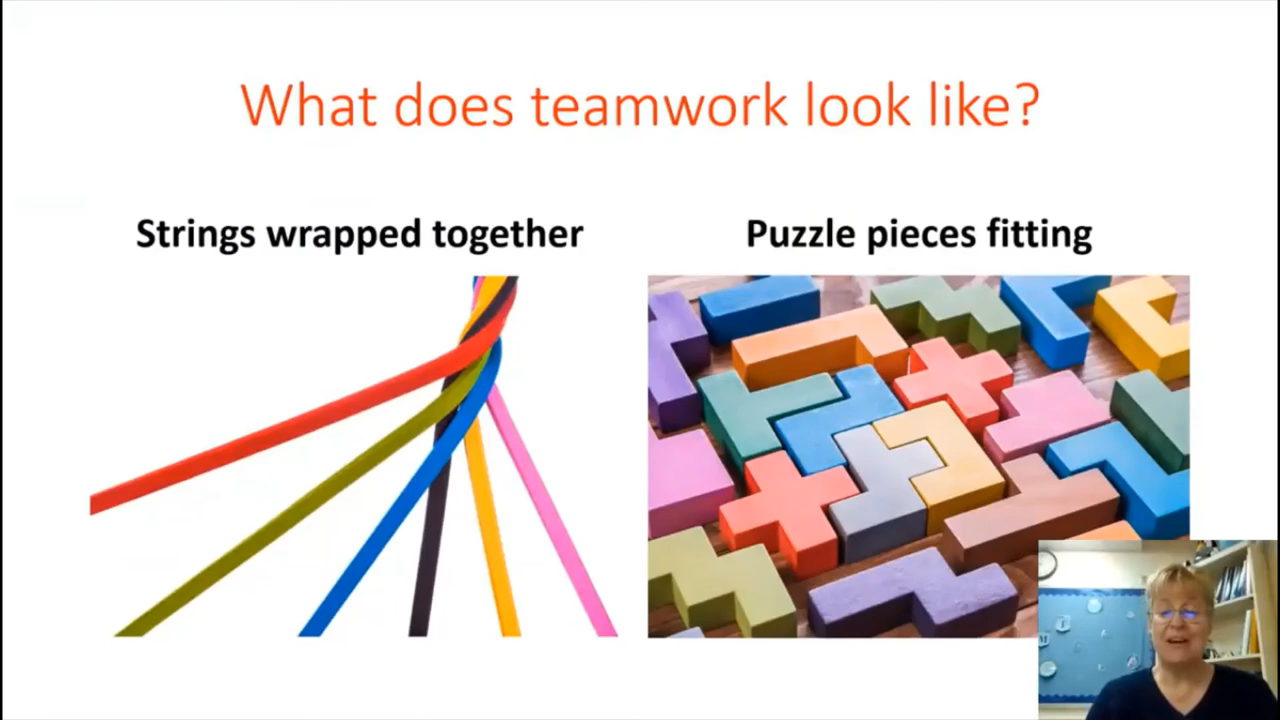 What does teamwork look like?
Strings wrapped together
Puzzle pieces fitting